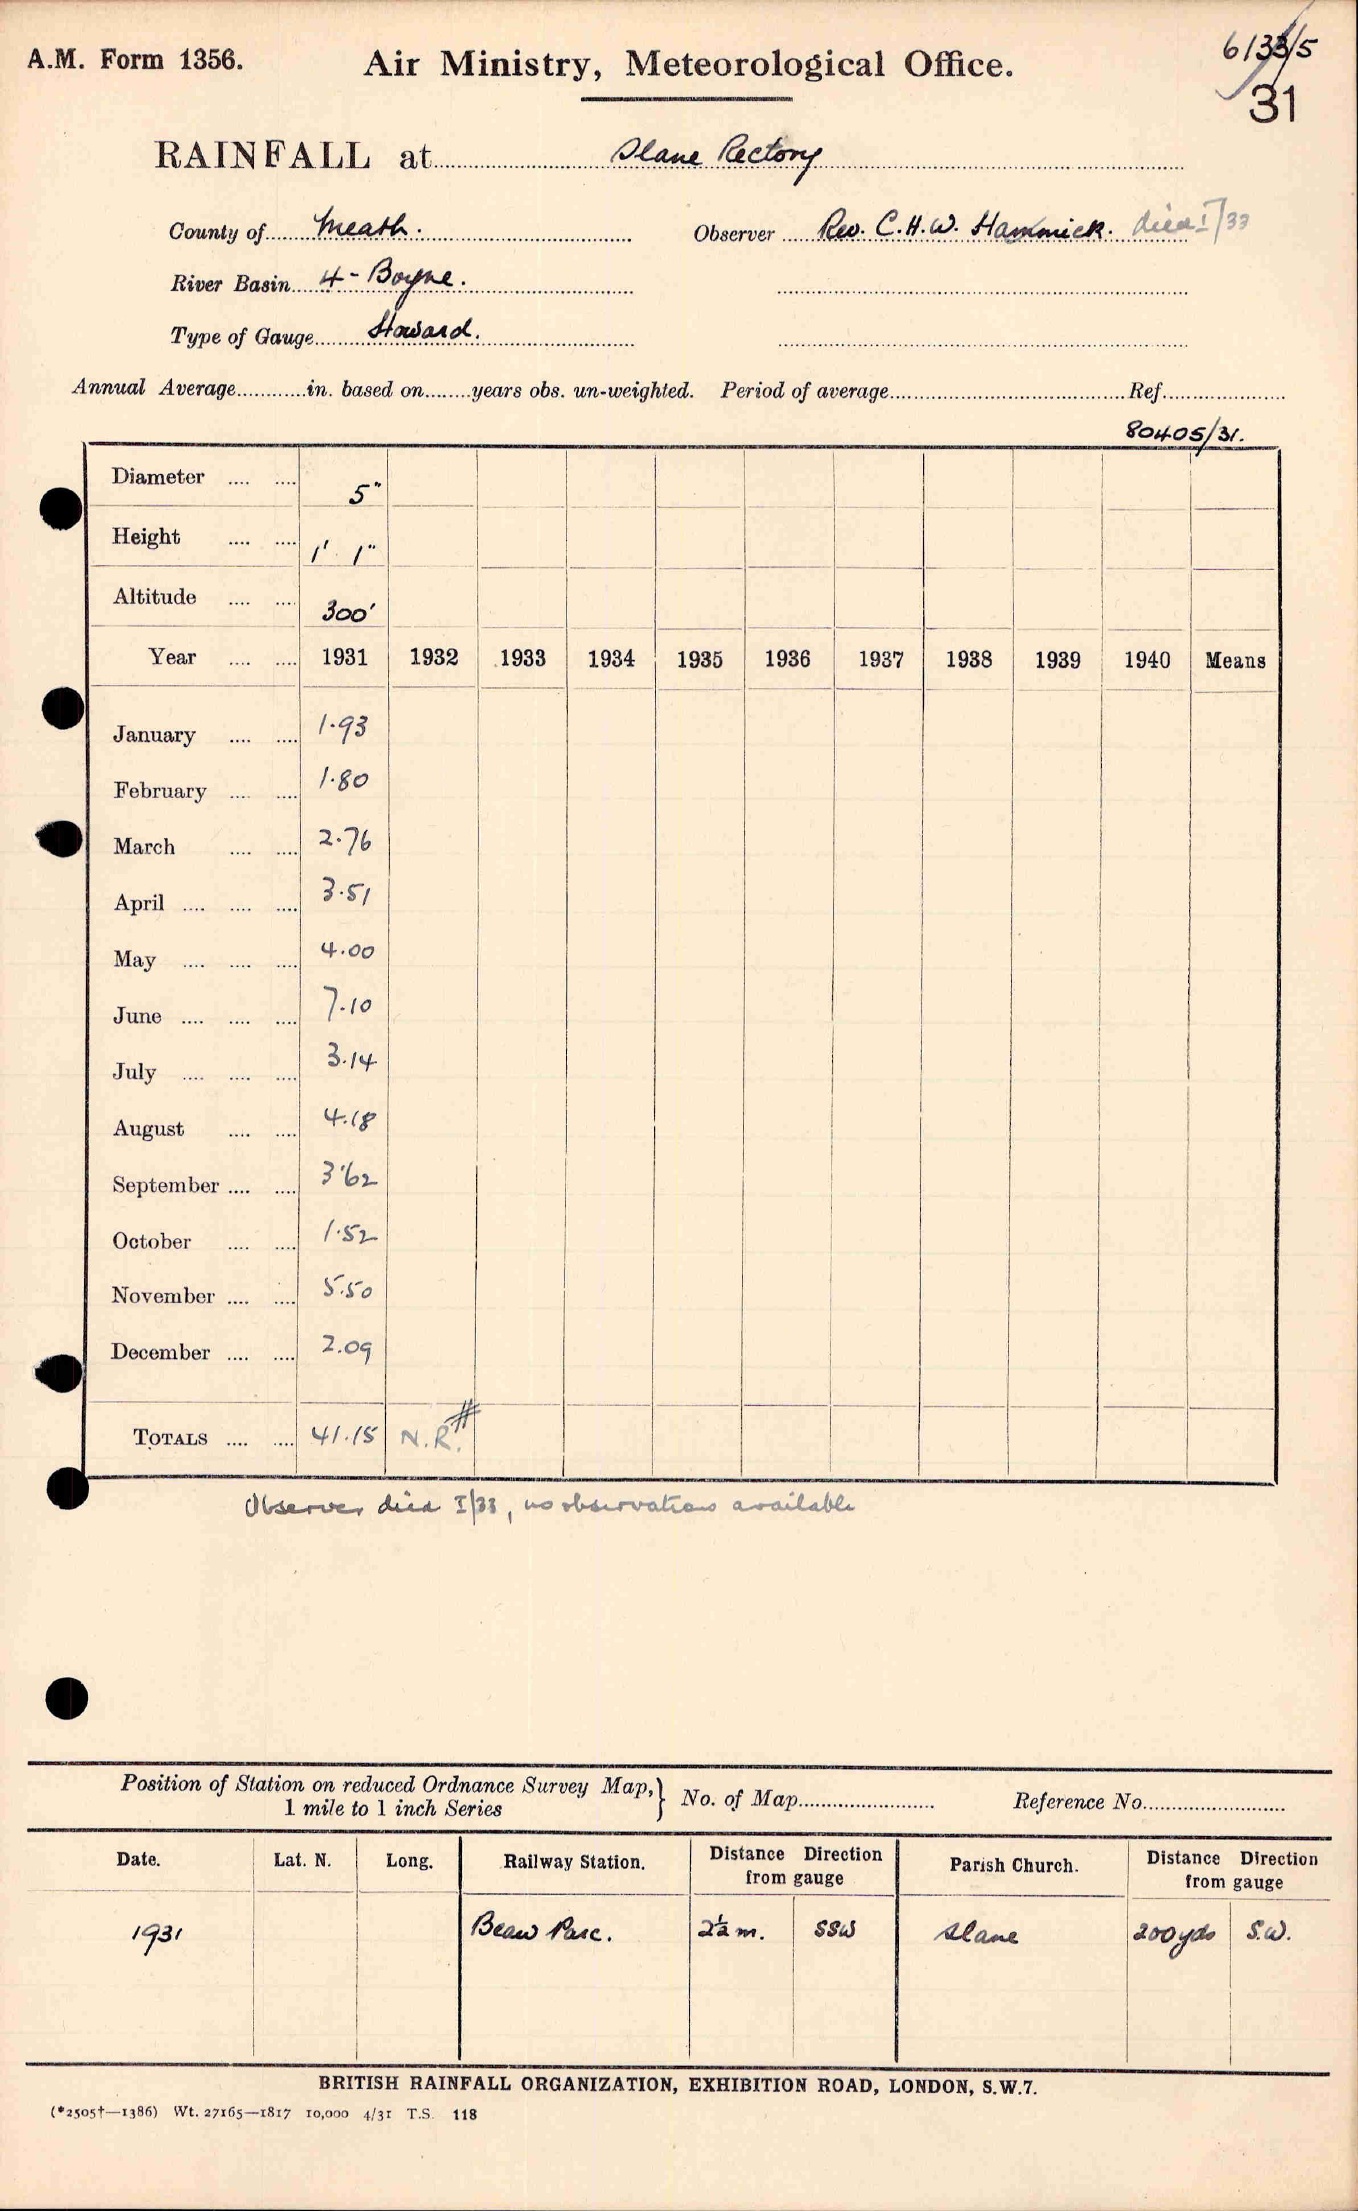 A.M. Form 1356.
Air Ministry, Meteorological Office.
6133/5
31
RAINFALL at Slane Rectory
County of Meath.
Observer Rev. C.H.W. Hammick. died I/33
River Basin 4 - Boyne.
Type of Gauge Howard.
Annual Average............in. based on........years obs. un-weighted. Period of average........................................Ref.....................
80405/31.
Diameter .... .... 5"
Height .... .... 1' 1"
Altitude .... .... 300'
Year .... .... 1931 1932 1933 1934 1935 1936 1937 1938 1939 1940 Means
January .... .... 1.93
February .... .... 1.80
March .... .... 2.76
April .... .... .... 3.51
May .... .... .... 4.00
June .... .... .... 7.10
July .... .... .... 3.14
August .... .... 4.18
September .... .... 3.62
October .... .... 1.52
November .... .... 5.50
December .... .... 2.09
TOTALS .... .... 41.15 N.R.#
Observer died I/33, no observations available
Position of Station on reduced Ordnance Survey Map,} No. of Map....................... Reference No.........................
1 mile to 1 inch Series
Date. Lat. N. Long. Railway Station. Distance Direction from gauge Parish Church. Distance Direction from gauge
1931 Beau Parc. 2½ m. SSW Slane 200 yds S.W.
BRITISH RAINFALL ORGANIZATION, EXHIBITION ROAD, LONDON, S.W.7.
(*2505†—1386) Wt. 27165—1817 10,000 4/31 T.S. 118